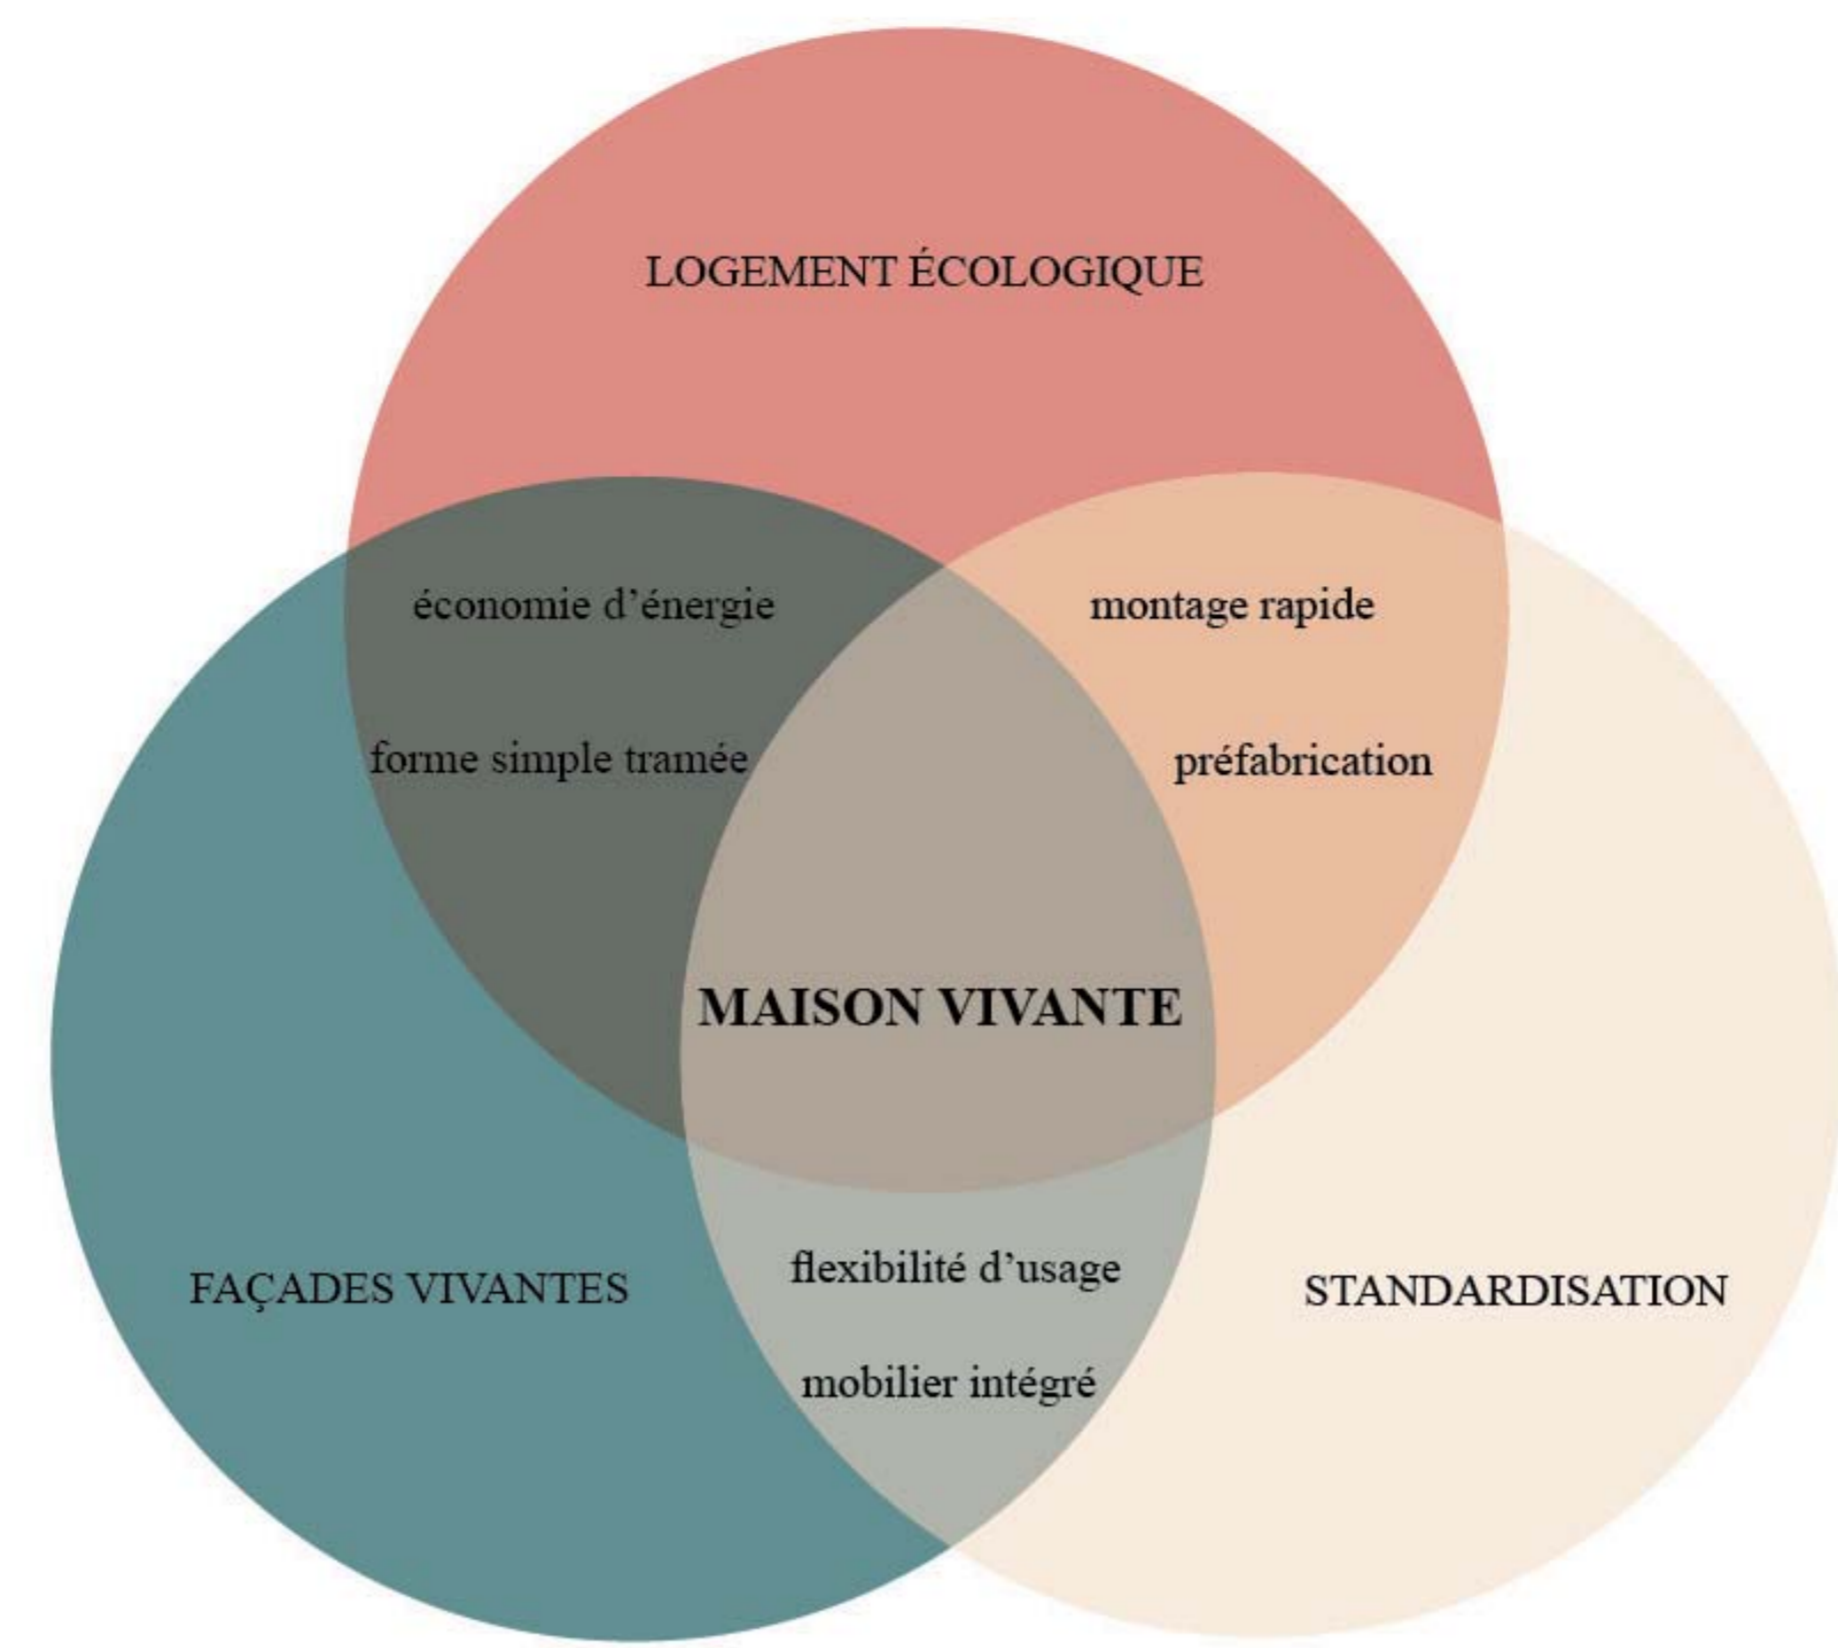 LOGEMENT ÉCOLOGIQUE
économie d’énergie
montage rapide
forme simple tramée
préfabrication
MAISON VIVANTE
flexibilité d’usage
FAÇADES VIVANTES
STANDARDISATION
mobilier intégré